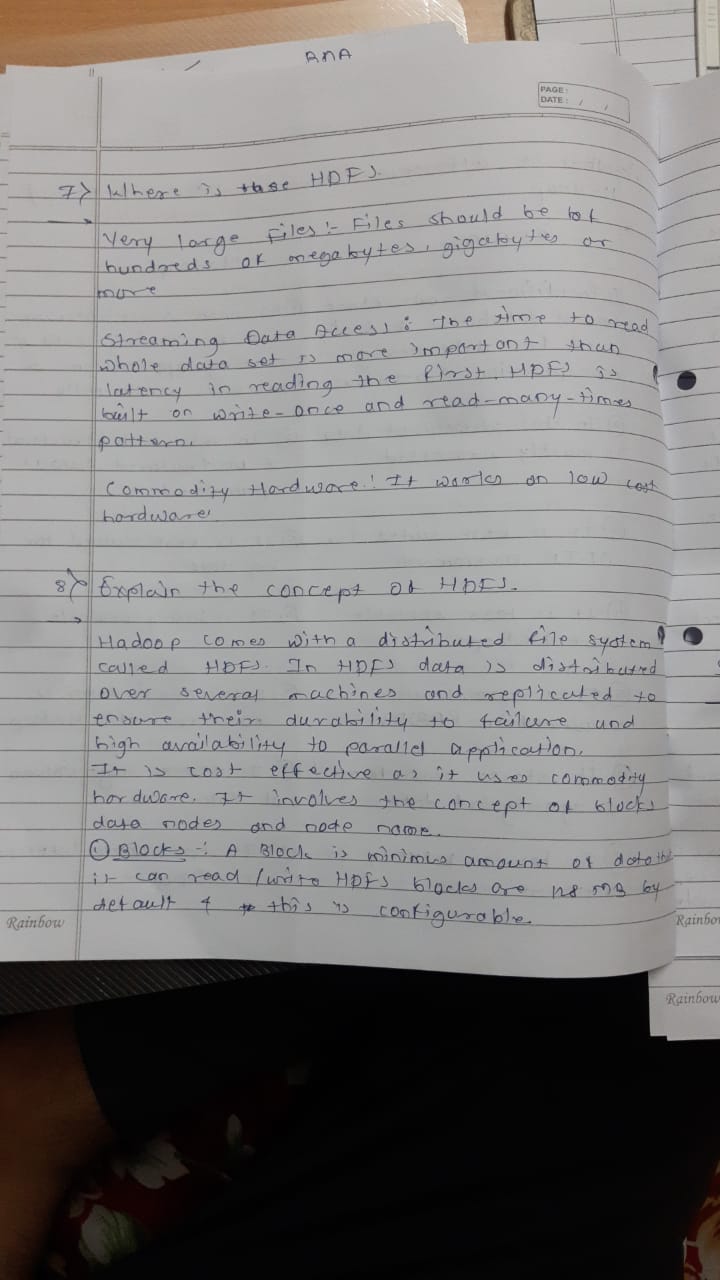 BMA
PAGE:
DATE: / /
7> Where is use HDFS.
Very large Files :- Files should be of
hundreds of megabytes, gigabytes or
more
Streaming Data Access : The time to read
whole data set is more important than
latency in reading the first. HDFS is
built on write-once and read-many-times
pattern.
Commodity Hardware : It works on low cost
hardware.
8> Explain the concept of HDFS.
Hadoop comes with a distributed file system
called HDFS. In HDFS data is distributed
over several machines and replicated to
ensure their durability to failure and
high availability to parallel application.
It is cost effective as it uses commodity
hardware. It involves the concept of blocks
data nodes and node name.
① Blocks -: A Block is minimus amount of data tht
it can read /write HDFS blocks are 128 MB by
default & this is configurable.
Rainbow
Rainbo
Rainbow